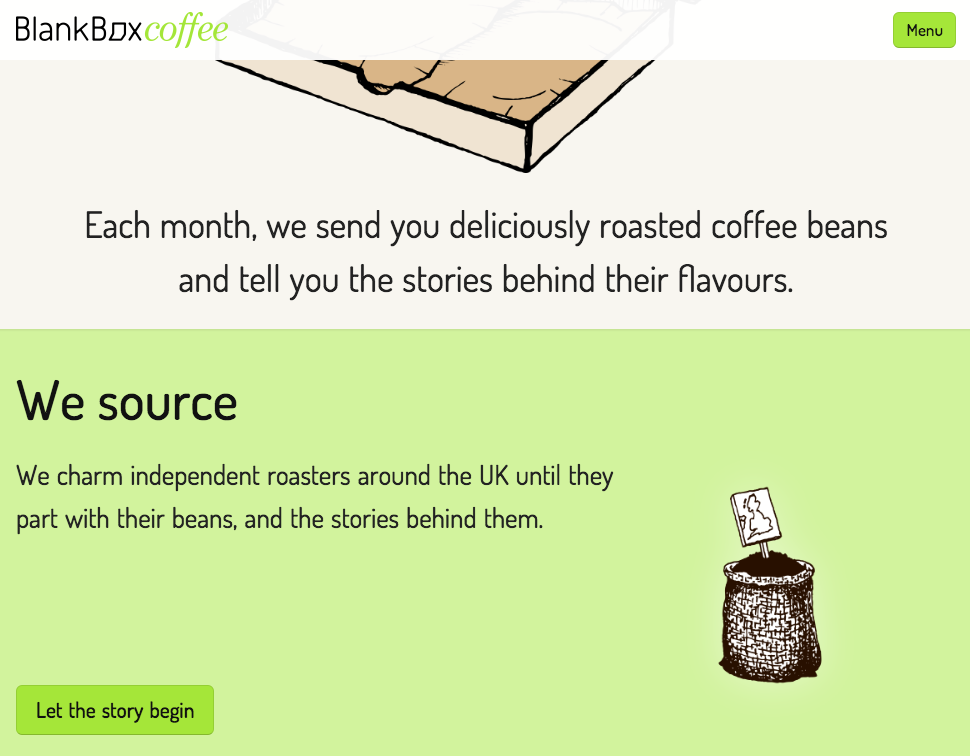 BlankBoxcoffee
Menu
Each month, we send you deliciously roasted coffee beans
and tell you the stories behind their flavours.
We source
We charm independent roasters around the UK until they
part with their beans, and the stories behind them.
Let the story begin